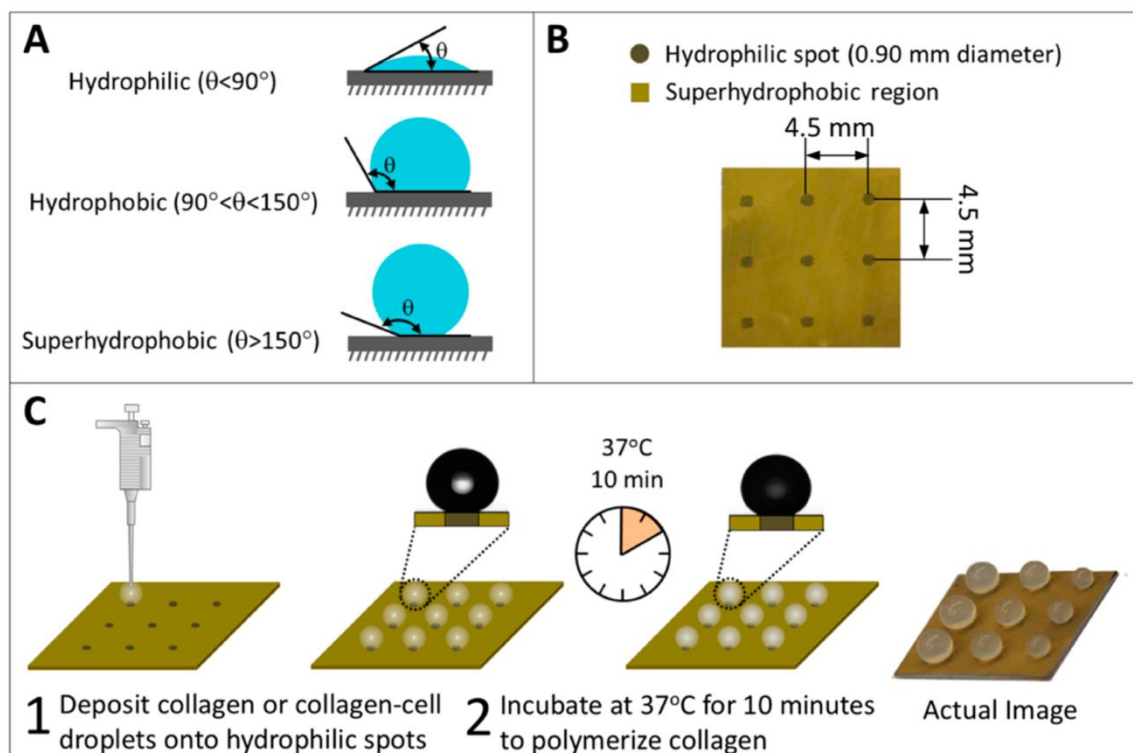 A
Hydrophilic (θ<90°)
θ
Hydrophobic (90°<θ<150°)
θ
Superhydrophobic (θ>150°)
θ
B
Hydrophilic spot (0.90 mm diameter)
Superhydrophobic region
4.5 mm
4.5 mm
C
37°C
10 min
1 Deposit collagen or collagen-cell
droplets onto hydrophilic spots
2 Incubate at 37°C for 10 minutes
to polymerize collagen
Actual Image